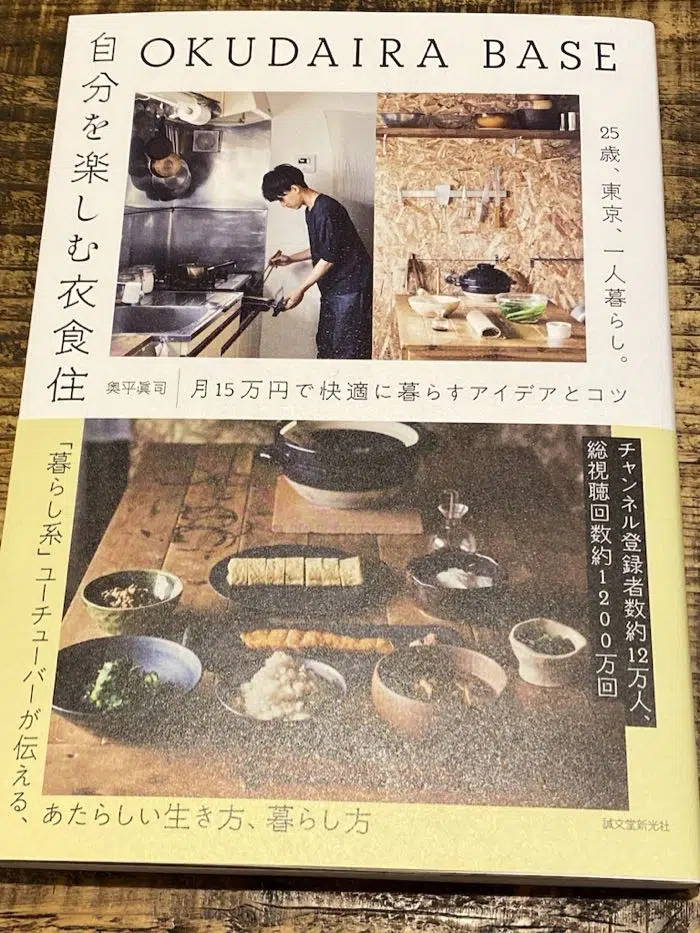 OKUDAIRA BASE
自分を楽しむ衣食住
25歳、東京、一人暮らし。
奥平眞司
月15万円で快適に暮らすアイデアとコツ
チャンネル登録者数約12万人、
総視聴回数約1200万回
「暮らし系」ユーチューバーが伝える、
あたらしい生き方、暮らし方
誠文堂新光社